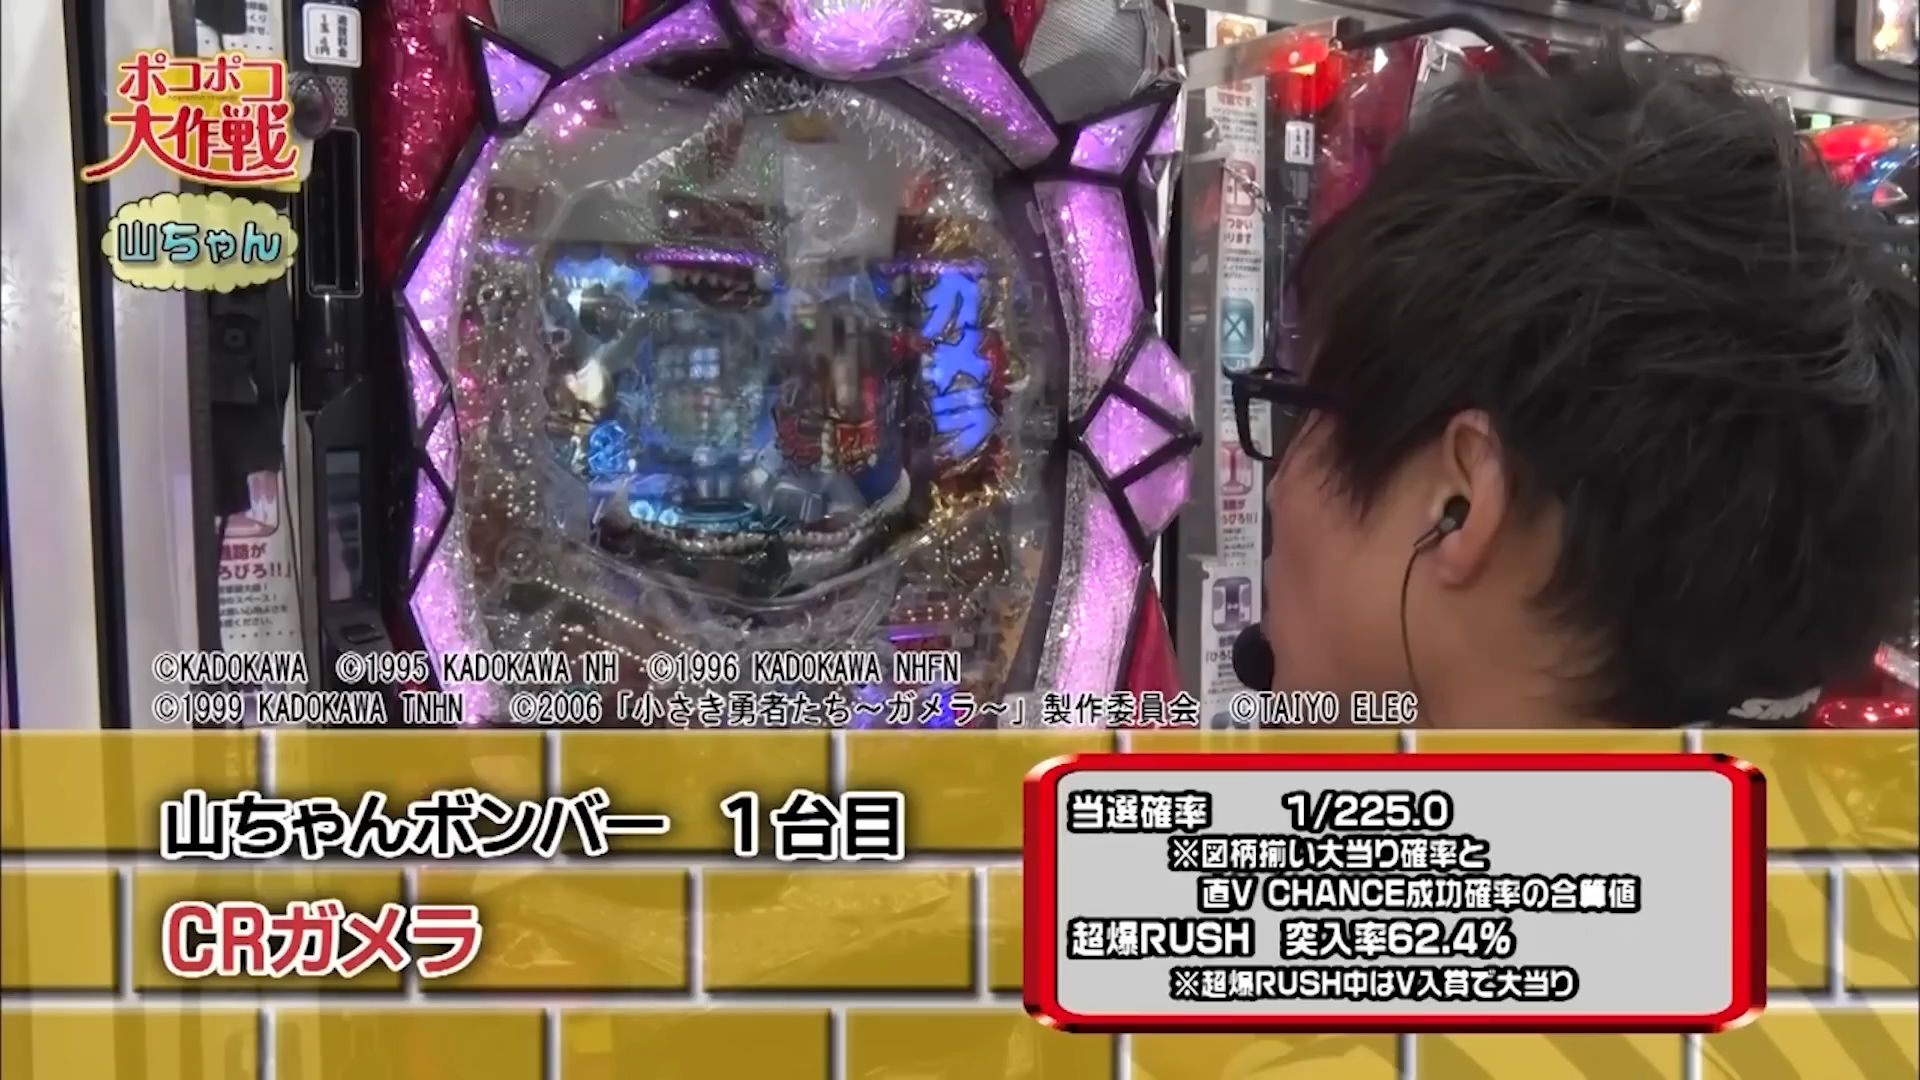 ポコポコ
大作戦
山ちゃん
ガメラ
©KADOKAWA ©1995 KADOKAWA NH ©1996 KADOKAWA NHFN
©1999 KADOKAWA TNHN ©2006「小さき勇者たち～ガメラ～」製作委員会 ©TAIYO ELEC
山ちゃんボンバー 1台目
CRガメラ
当選確率 1/225.0
※図柄揃い大当り確率と
直V CHANCE成功確率の合算値
超爆RUSH 突入率62.4%
※超爆RUSH中はV入賞で大当り